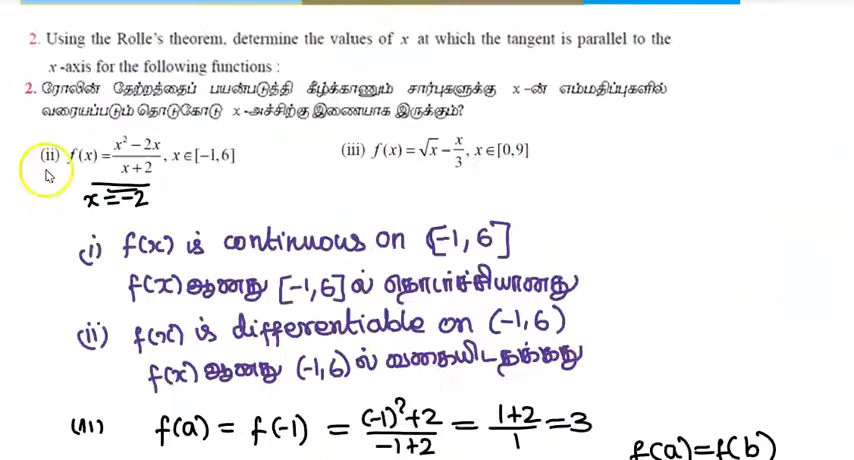 2. Using the Rolle's theorem, determine the values of x at which the tangent is parallel to the
x-axis for the following functions :
2. ரோலின் தேற்றத்தைப் பயன்படுத்தி கீழ்க்காணும் சார்புகளுக்கு x-ன் எம்மதிப்புகளில்
வரையப்படும் தொடுகோடு x-அச்சிற்கு இணையாக இருக்கும்?
(ii) f(x) = (x² − 2x)/(x + 2), x ∈ [−1, 6] (iii) f(x) = √x − x/3, x ∈ [0, 9]
x = −2
(i) f(x) is continuous on [−1, 6]
f(x) ஆனது [−1, 6] ல் தொடர்ச்சியானது
(ii) f(x) is differentiable on (−1, 6)
f(x) ஆனது (−1, 6) ல் வகையிடத்தக்கது
(iii) f(a) = f(−1) = ((−1)² + 2)/(−1 + 2) = (1 + 2)/1 = 3
f(a) = f(b)